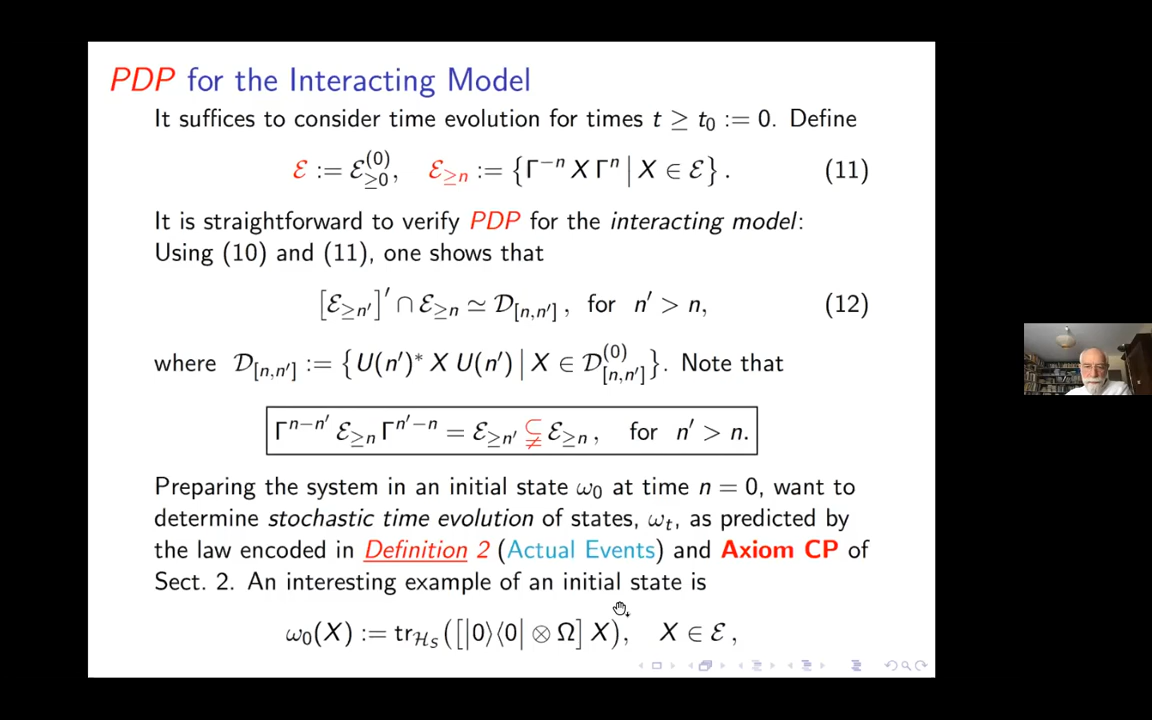 PDP for the Interacting Model
It suffices to consider time evolution for times t ≥ t₀ := 0. Define
ℰ := ℰ_{≥0}^{(0)}, ℰ_{≥n} := {Γ^{−n} X Γ^{n} | X ∈ ℰ}. (11)
It is straightforward to verify PDP for the interacting model:
Using (10) and (11), one shows that
[ℰ_{≥n′}]′ ∩ ℰ_{≥n} ≃ 𝒟_{[n,n′]}, for n′ > n, (12)
where 𝒟_{[n,n′]} := {U(n′)* X U(n′) | X ∈ 𝒟_{[n,n′]}^{(0)}}. Note that
Γ^{n−n′} ℰ_{≥n} Γ^{n′−n} = ℰ_{≥n′} ⊊ ℰ_{≥n}, for n′ > n.
Preparing the system in an initial state ω₀ at time n = 0, want to
determine stochastic time evolution of states, ω_t, as predicted by
the law encoded in Definition 2 (Actual Events) and Axiom CP of
Sect. 2. An interesting example of an initial state is
ω₀(X) := tr_{ℋ_S}([|0⟩⟨0| ⊗ Ω] X), X ∈ ℰ,